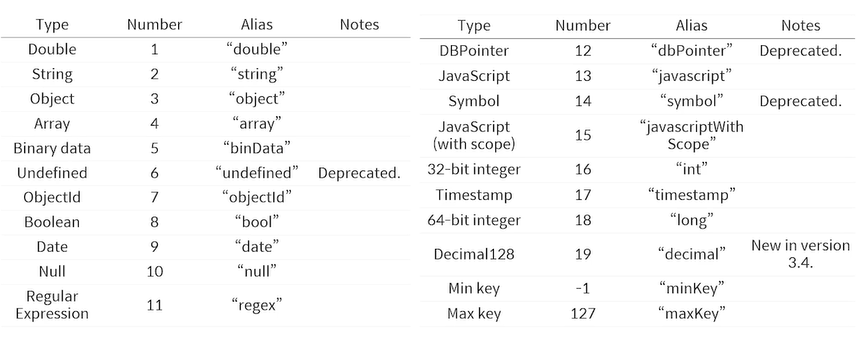 Type Number Alias Notes
Double 1 “double”
String 2 “string”
Object 3 “object”
Array 4 “array”
Binary data 5 “binData”
Undefined 6 “undefined” Deprecated.
ObjectId 7 “objectId”
Boolean 8 “bool”
Date 9 “date”
Null 10 “null”
Regular
Expression 11 “regex”
Type Number Alias Notes
DBPointer 12 “dbPointer” Deprecated.
JavaScript 13 “javascript”
Symbol 14 “symbol” Deprecated.
JavaScript
(with scope) 15 “javascriptWith
Scope”
32-bit integer 16 “int”
Timestamp 17 “timestamp”
64-bit integer 18 “long”
Decimal128 19 “decimal” New in version
3.4.
Min key -1 “minKey”
Max key 127 “maxKey”